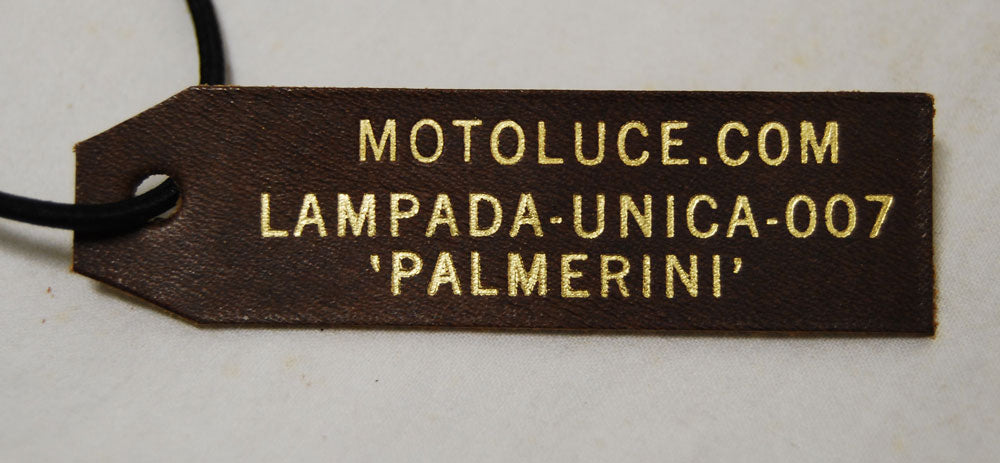 MOTOLUCE.COM
LAMPADA-UNICA-007
'PALMERINI'